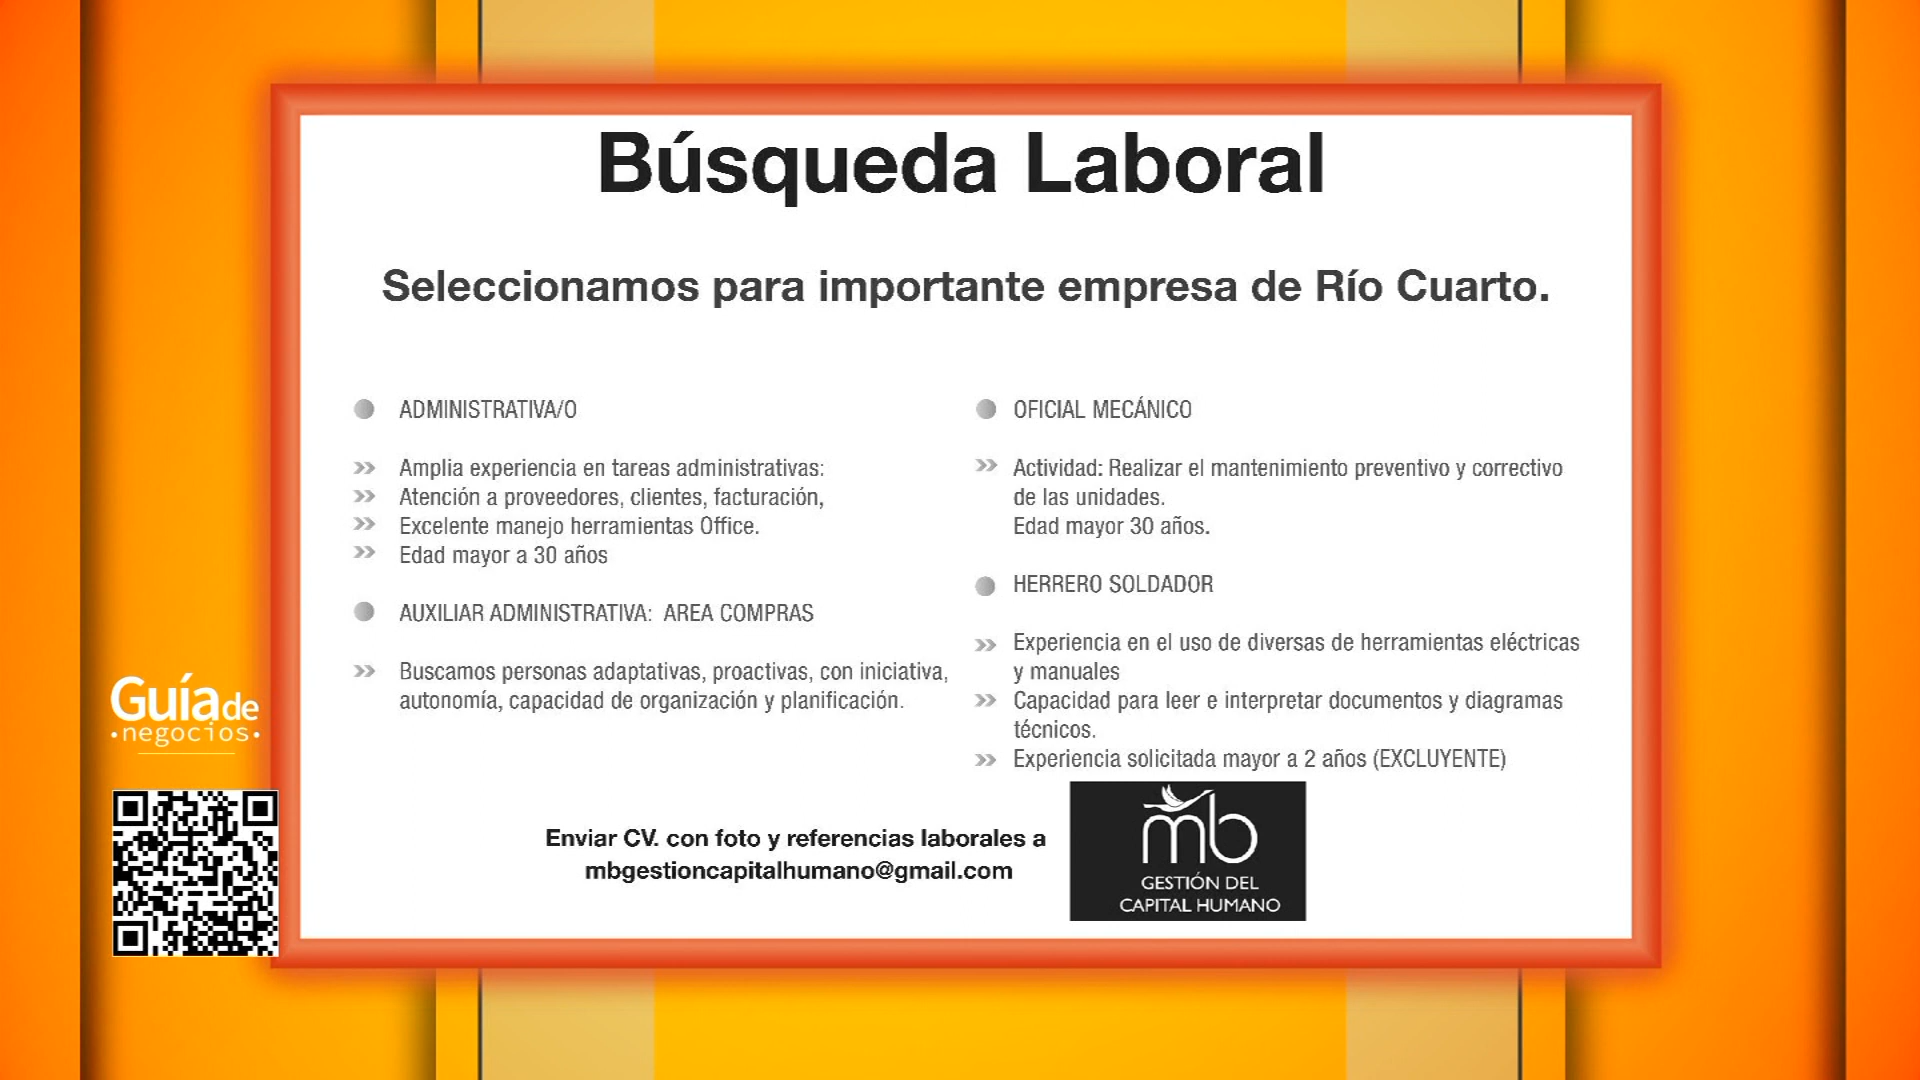 Búsqueda Laboral
Seleccionamos para importante empresa de Río Cuarto.
ADMINISTRATIVA/O
Amplia experiencia en tareas administrativas:
Atención a proveedores, clientes, facturación,
Excelente manejo herramientas Office.
Edad mayor a 30 años
AUXILIAR ADMINISTRATIVA: AREA COMPRAS
Buscamos personas adaptativas, proactivas, con iniciativa,
autonomía, capacidad de organización y planificación.
OFICIAL MECÁNICO
Actividad: Realizar el mantenimiento preventivo y correctivo
de las unidades.
Edad mayor 30 años.
HERRERO SOLDADOR
Experiencia en el uso de diversas de herramientas eléctricas
y manuales
Capacidad para leer e interpretar documentos y diagramas
técnicos.
Experiencia solicitada mayor a 2 años (EXCLUYENTE)
Enviar CV. con foto y referencias laborales a
mbgestioncapitalhumano@gmail.com
mb
GESTIÓN DEL
CAPITAL HUMANO
Guía de
•negocios•